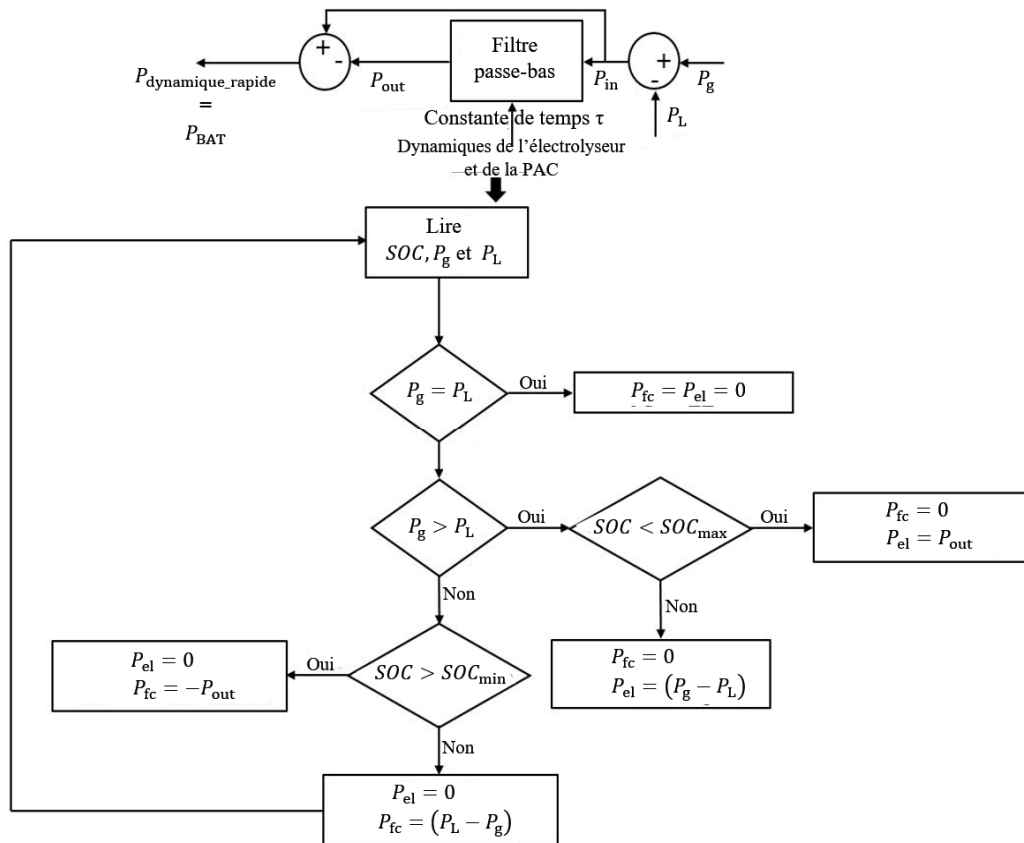 Filtre
passe-bas
+
-
+
-
P_dynamique_rapide
=
P_BAT
P_out
P_in
P_g
P_L
Constante de temps τ
Dynamiques de l'électrolyseur
et de la PAC
Lire
SOC, P_g et P_L
P_g = P_L
Oui
P_fc = P_el = 0
P_g > P_L
Oui
SOC < SOC_max
Oui
P_fc = 0
P_el = P_out
Non
Non
P_el = 0
P_fc = −P_out
Oui
SOC > SOC_min
P_fc = 0
P_el = (P_g − P_L)
Non
P_el = 0
P_fc = (P_L − P_g)